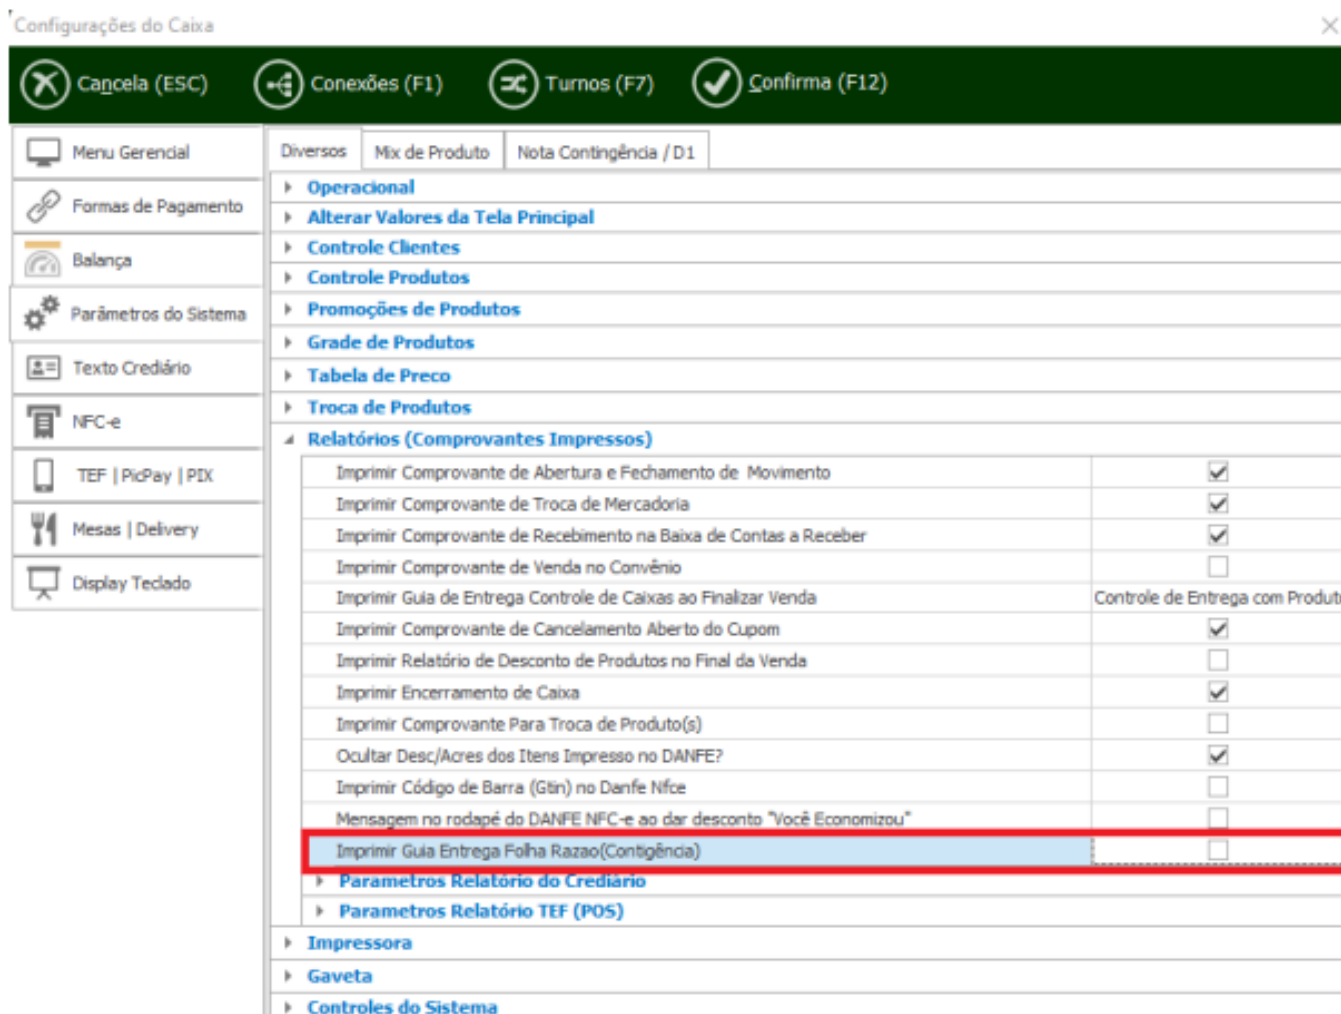 Configurações do Caixa
Cancela (ESC)
Conexões (F1)
Turnos (F7)
Confirma (F12)
Menu Gerencial
Formas de Pagamento
Balança
Parâmetros do Sistema
Texto Crediário
NFC-e
TEF | PicPay | PIX
Mesas | Delivery
Display Teclado
Diversos
Mix de Produto
Nota Contingência / D1
Operacional
Alterar Valores da Tela Principal
Controle Clientes
Controle Produtos
Promoções de Produtos
Grade de Produtos
Tabela de Preco
Troca de Produtos
Relatórios (Comprovantes Impressos)
Imprimir Comprovante de Abertura e Fechamento de Movimento
Imprimir Comprovante de Troca de Mercadoria
Imprimir Comprovante de Recebimento na Baixa de Contas a Receber
Imprimir Comprovante de Venda no Convênio
Imprimir Guia de Entrega Controle de Caixas ao Finalizar Venda Controle de Entrega com Produt
Imprimir Comprovante de Cancelamento Aberto do Cupom
Imprimir Relatório de Desconto de Produtos no Final da Venda
Imprimir Encerramento de Caixa
Imprimir Comprovante Para Troca de Produto(s)
Ocultar Desc/Acres dos Itens Impresso no DANFE?
Imprimir Código de Barra (Gtin) no Danfe Nfce
Mensagem no rodapé do DANFE NFC-e ao dar desconto "Você Economizou"
Imprimir Guia Entrega Folha Razao(Contigência)
Parametros Relatório do Crediário
Parametros Relatório TEF (POS)
Impressora
Gaveta
Controles do Sistema